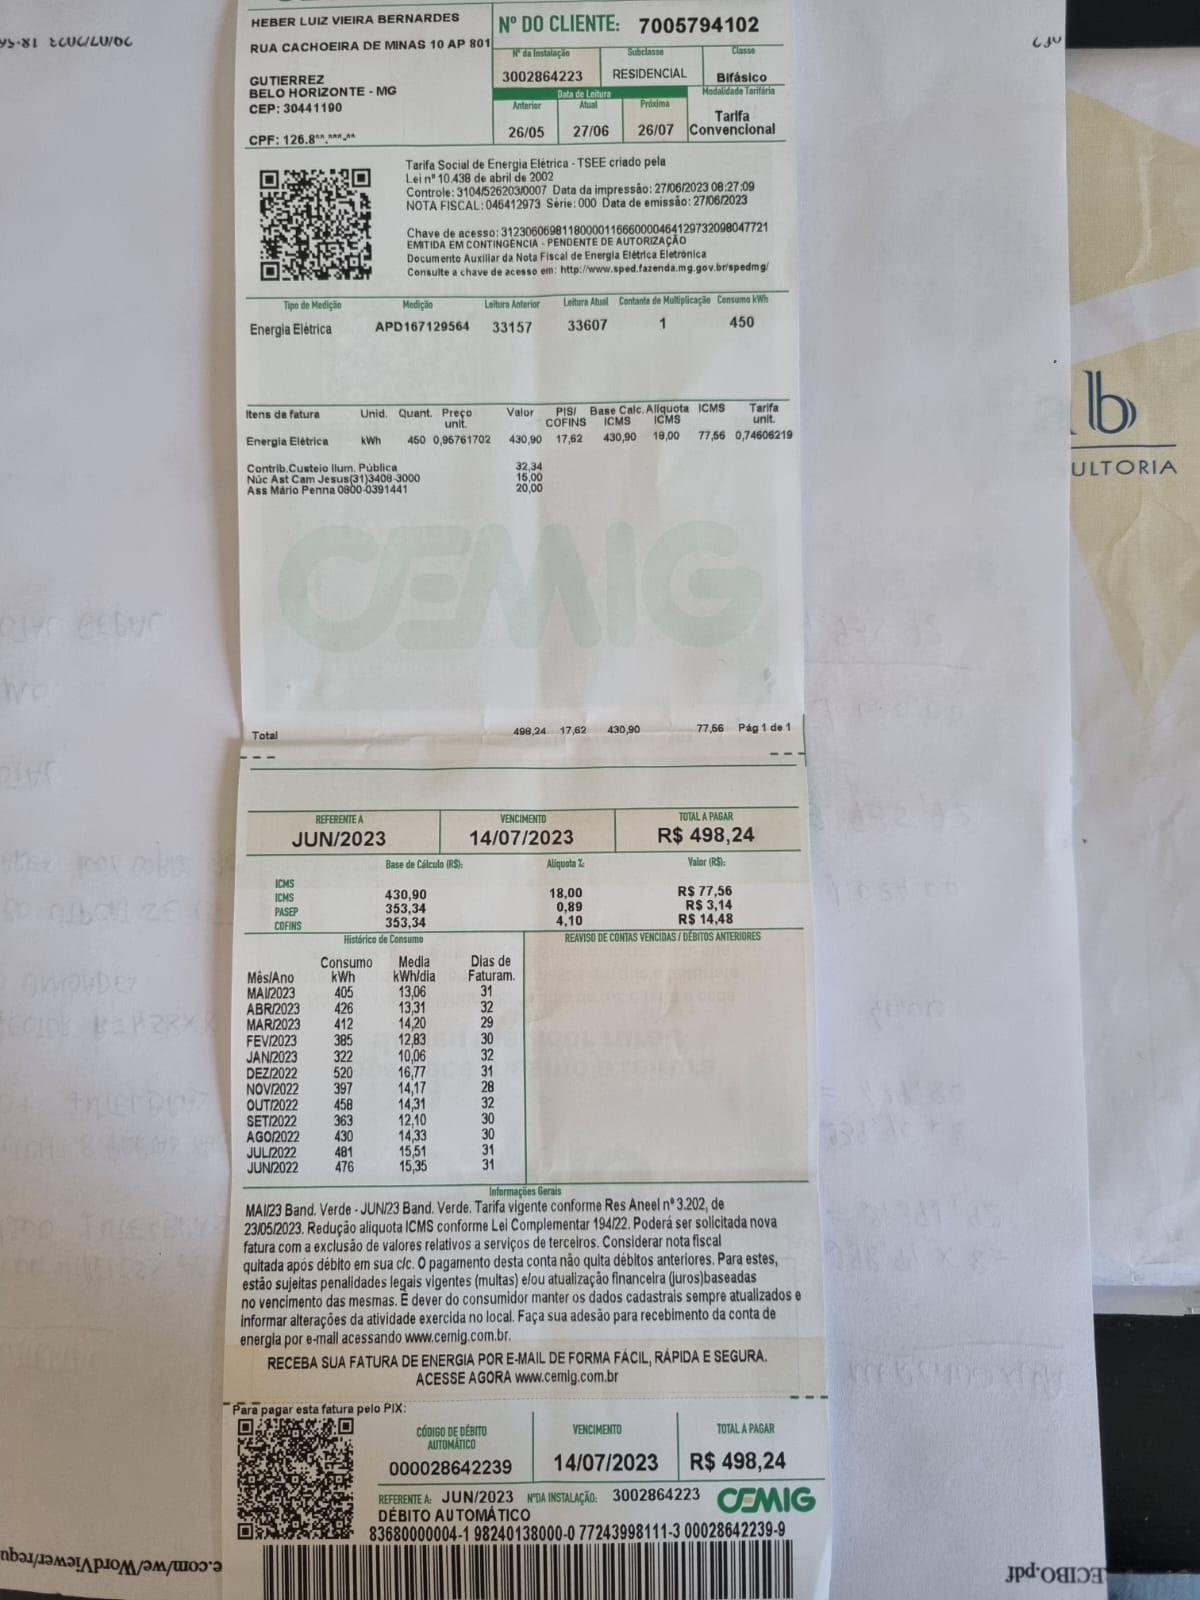 HEBER LUIZ VIEIRA BERNARDES
RUA CACHOEIRA DE MINAS 10 AP 801
GUTIERREZ
BELO HORIZONTE - MG
CEP: 30441190
CPF: 126.8**.***-**
Nº DO CLIENTE: 7005794102
Nº da Instalação Subclasse Classe
3002864223 RESIDENCIAL Bifásico
Data de Leitura Modalidade Tarifária
Anterior Atual Próxima Tarifa
26/05 27/06 26/07 Convencional
Tarifa Social de Energia Elétrica - TSEE criado pela
Lei nº 10.438 de abril de 2002
Controle: 3104/526203/0007 Data da impressão: 27/06/2023 08:27:09
NOTA FISCAL: 046412973 Série: 000 Data de emissão: 27/06/2023
Chave de acesso: 31230606981180000116660000464129732098047721
EMITIDA EM CONTINGÊNCIA - PENDENTE DE AUTORIZAÇÃO
Documento Auxiliar da Nota Fiscal de Energia Elétrica Eletrônica
Consulte a chave de acesso em: http://www.sped.fazenda.mg.gov.br/spedmg/
Tipo de Medição Medição Leitura Anterior Leitura Atual Contante de Multiplicação Consumo kWh
Energia Elétrica APD167129564 33157 33607 1 450
Itens da fatura Unid. Quant. Preço unit. Valor PIS/COFINS Base Calc. ICMS Alíquota ICMS ICMS Tarifa unit.
Energia Elétrica kWh 450 0,95761702 430,90 17,62 430,90 18,00 77,56 0,74606219
Contrib.Custeio Ilum. Pública 32,34
Núc Ast Cam Jesus(31)3408-3000 15,00
Ass Mário Penna 0800-0391441 20,00
CEMIG
Total 498,24 17,62 430,90 77,56 Pág 1 de 1
REFERENTE A VENCIMENTO TOTAL A PAGAR
JUN/2023 14/07/2023 R$ 498,24
Base de Cálculo (R$): Alíquota %: Valor (R$):
ICMS
ICMS 430,90 18,00 R$ 77,56
PASEP 353,34 0,89 R$ 3,14
COFINS 353,34 4,10 R$ 14,48
Histórico de Consumo
Mês/Ano Consumo kWh Media kWh/dia Dias de Faturam.
MAI/2023 405 13,06 31
ABR/2023 426 13,31 32
MAR/2023 412 14,20 29
FEV/2023 385 12,83 30
JAN/2023 322 10,06 32
DEZ/2022 520 16,77 31
NOV/2022 397 14,17 28
OUT/2022 458 14,31 32
SET/2022 363 12,10 30
AGO/2022 430 14,33 30
JUL/2022 481 15,51 31
JUN/2022 476 15,35 31
REAVISO DE CONTAS VENCIDAS / DÉBITOS ANTERIORES
Informações Gerais
MAI/23 Band. Verde - JUN/23 Band. Verde. Tarifa vigente conforme Res Aneel nº 3.202, de
23/05/2023. Redução aliquota ICMS conforme Lei Complementar 194/22. Poderá ser solicitada nova
fatura com a exclusão de valores relativos a serviços de terceiros. Considerar nota fiscal
quitada após débito em sua c/c. O pagamento desta conta não quita débitos anteriores. Para estes,
estão sujeitas penalidades legais vigentes (multas) e/ou atualização financeira (juros)baseadas
no vencimento das mesmas. É dever do consumidor manter os dados cadastrais sempre atualizados e
informar alterações da atividade exercida no local. Faça sua adesão para recebimento da conta de
energia por e-mail acessando www.cemig.com.br.
RECEBA SUA FATURA DE ENERGIA POR E-MAIL DE FORMA FÁCIL, RÁPIDA E SEGURA.
ACESSE AGORA www.cemig.com.br
Para pagar esta fatura pelo PIX:
CÓDIGO DE DÉBITO AUTOMÁTICO VENCIMENTO TOTAL A PAGAR
000028642239 14/07/2023 R$ 498,24
REFERENTE A: JUN/2023 NºDA INSTALAÇÃO: 3002864223 CEMIG
DÉBITO AUTOMÁTICO
83680000004-1 98240138000-0 77243998111-3 00028642239-9
b
ULTORIA
ECIBO.pdf
e.com/we/WordViewer/requ